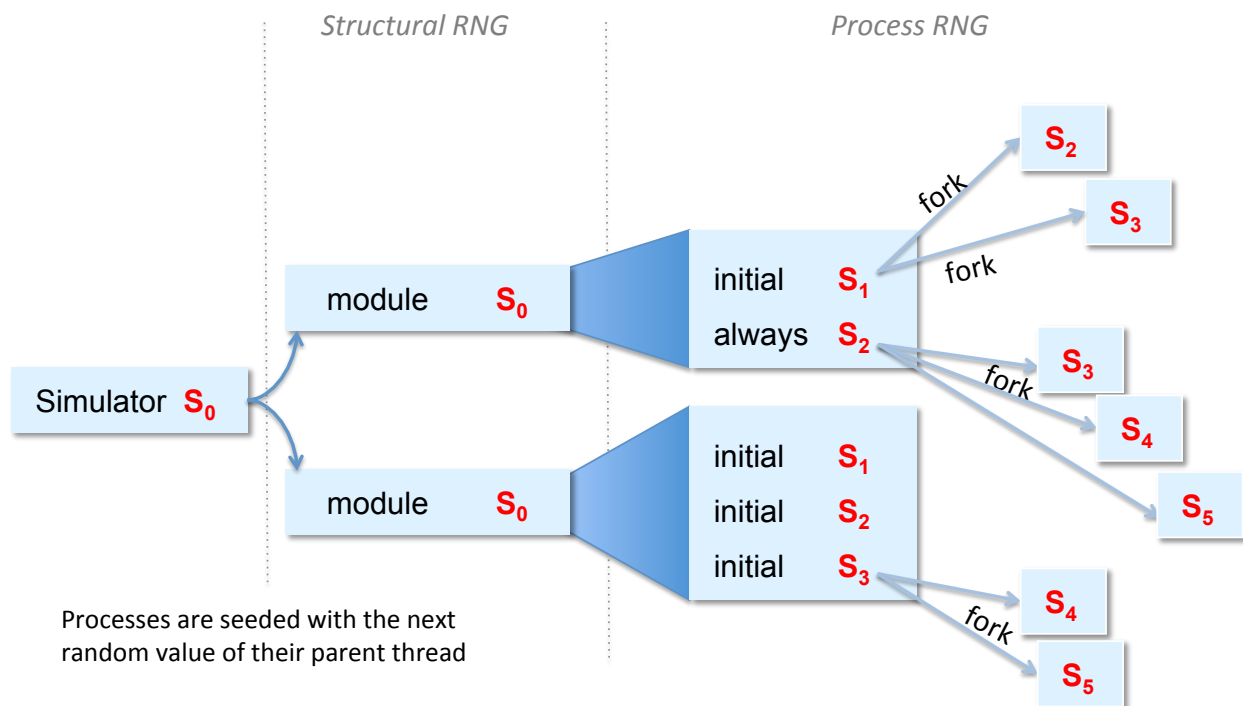 Structural RNG
Process RNG
Simulator S₀
module S₀
initial S₁
always S₂
fork
S₂
fork
S₃
fork
S₃
S₄
S₅
module S₀
initial S₁
initial S₂
initial S₃
fork
S₄
S₅
Processes are seeded with the next
random value of their parent thread